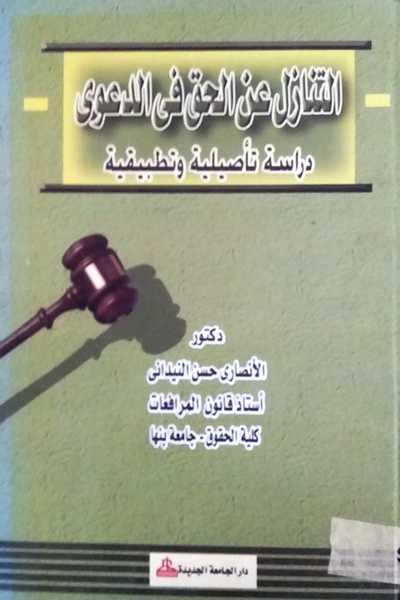 التنازل عن الحق فى الدعوى
دراسة تأصيلية وتطبيقية
دكتور
الأنصارى حسن النيدانى
أستاذ قانون المرافعات
كلية الحقوق - جامعة بنها
دار الجامعة الجديدة